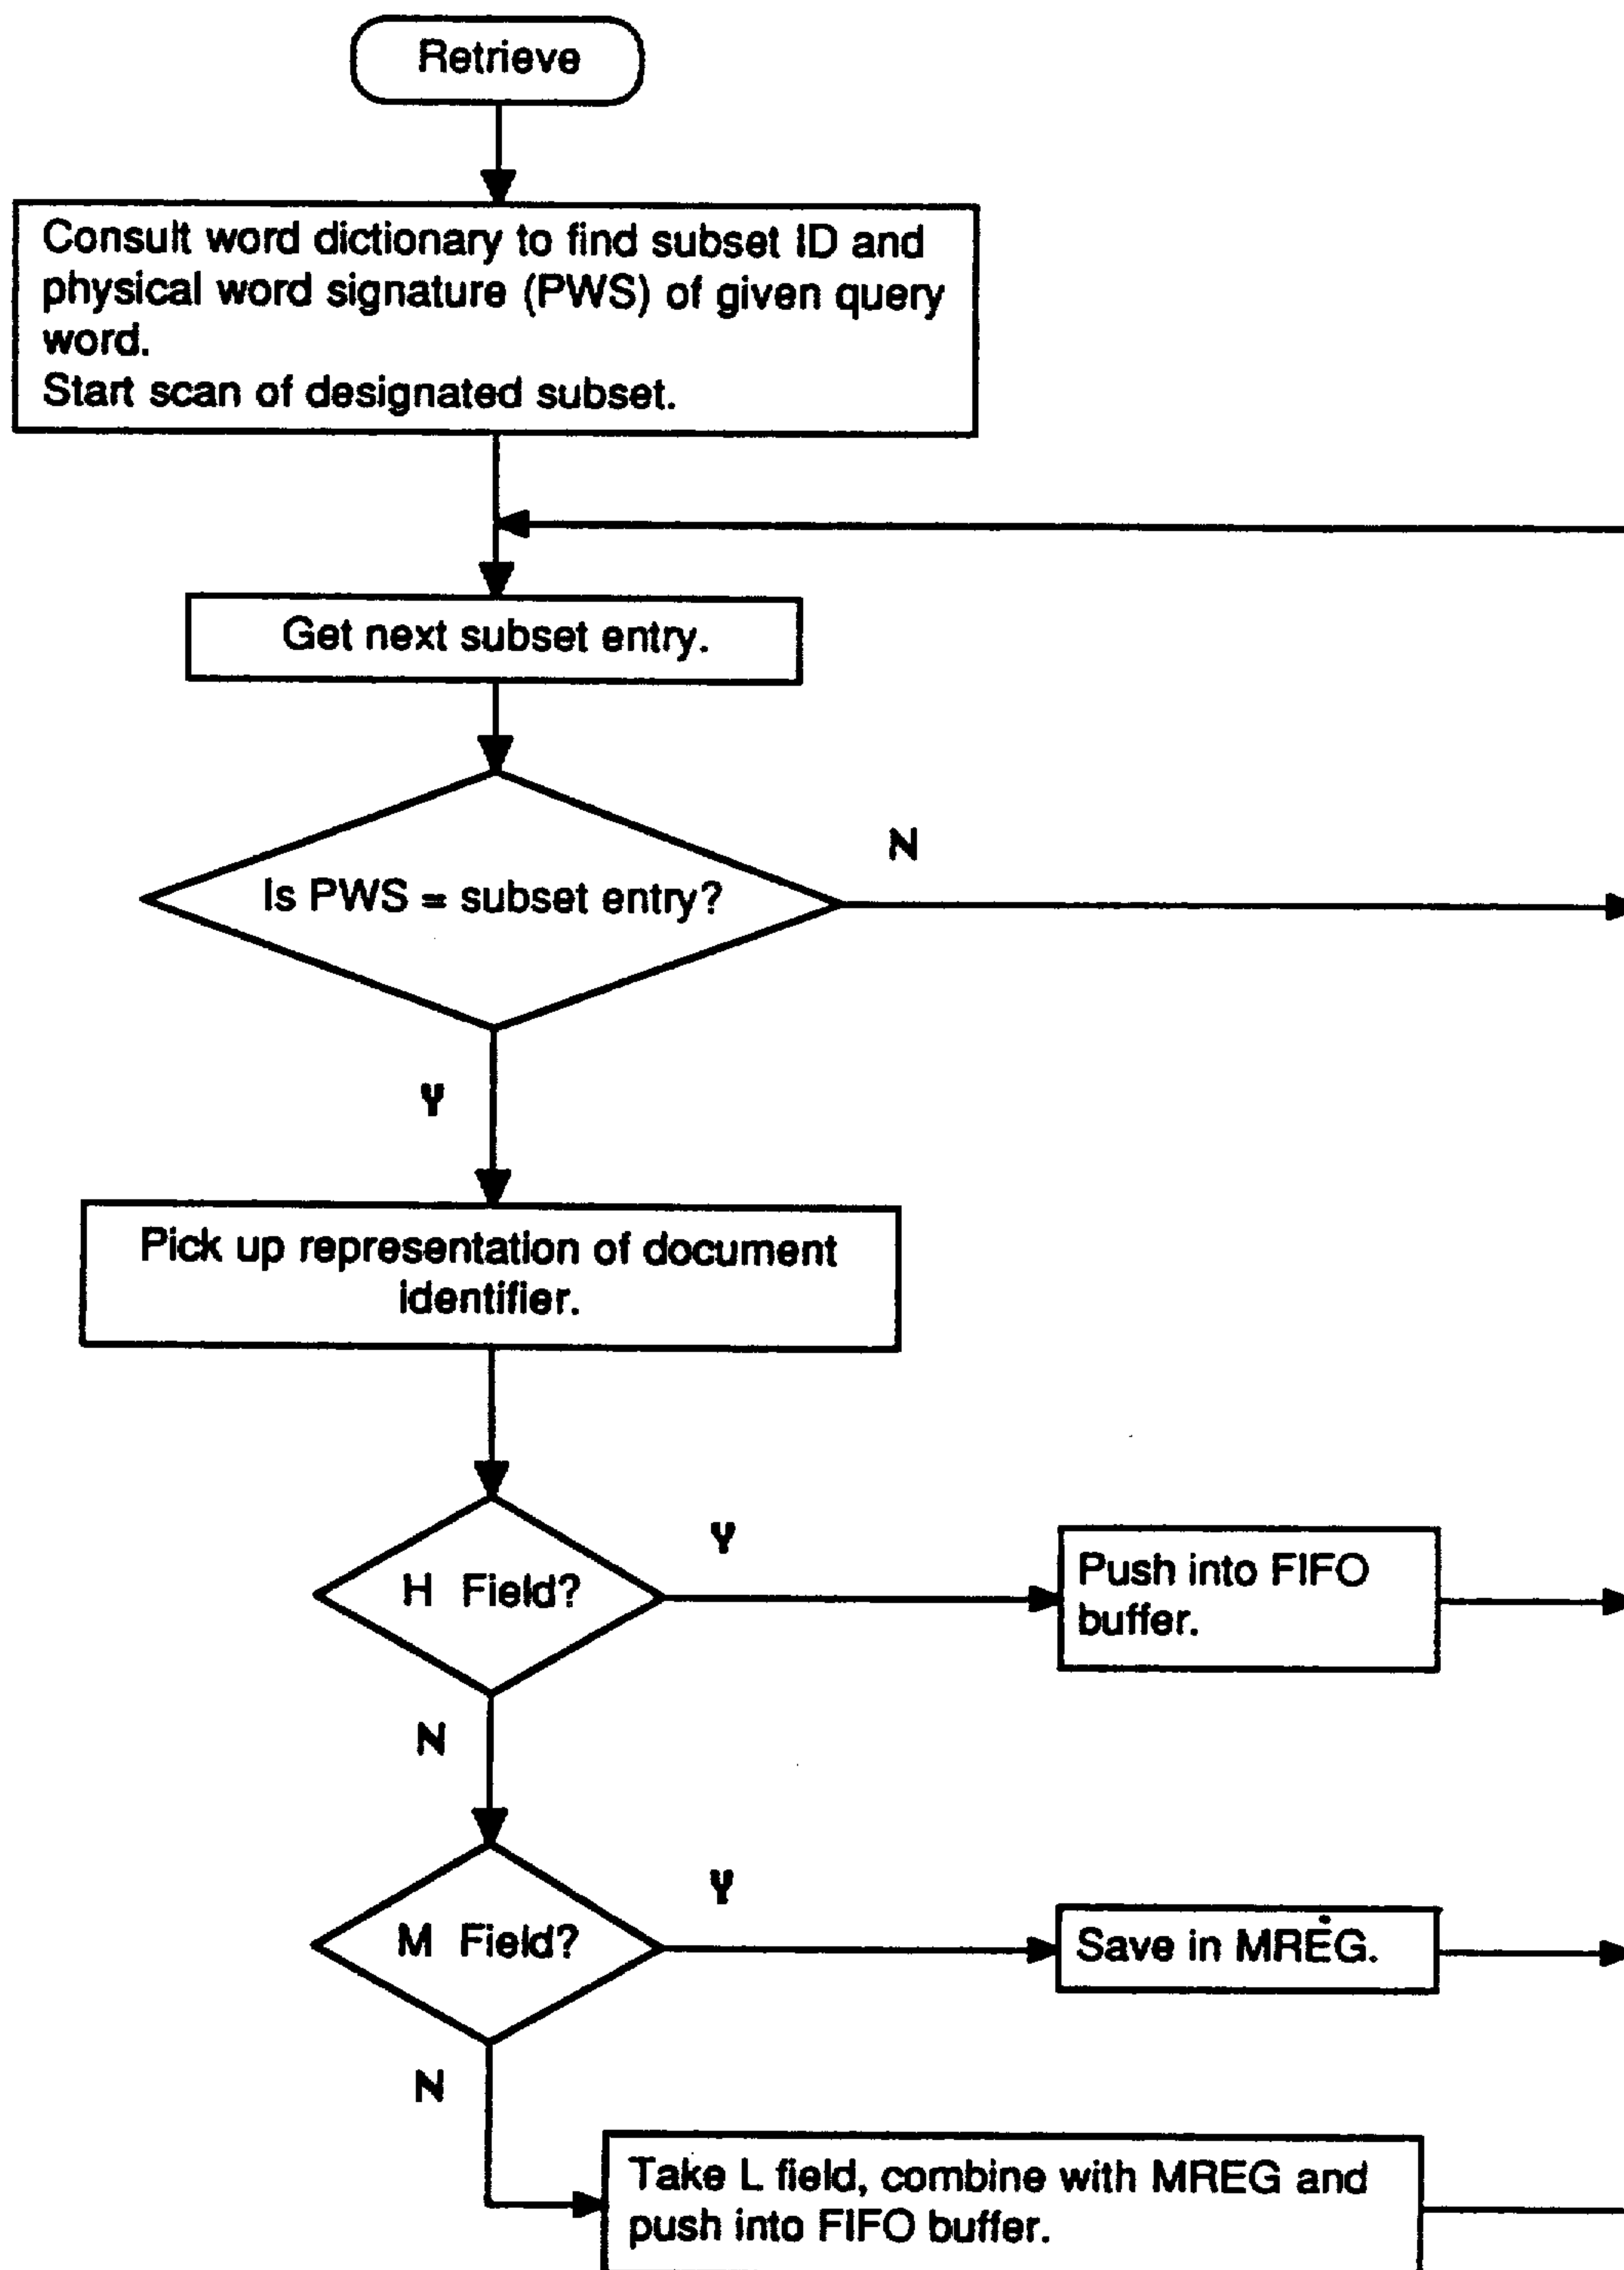 Retrieve
Consult word dictionary to find subset ID and
physical word signature (PWS) of given query
word.
Start scan of designated subset.
Get next subset entry.
Is PWS = subset entry?
N
Y
Pick up representation of document
identifier.
H Field?
Y
Push into FIFO
buffer.
N
M Field?
Y
Save in MREG.
N
Take L field, combine with MREG and
push into FIFO buffer.